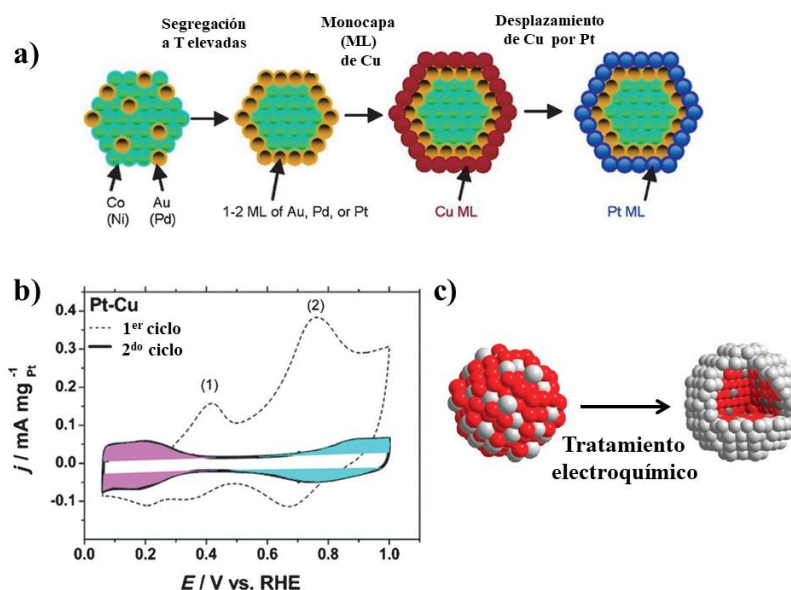 a)
Segregación
a T elevadas
Monocapa
(ML)
de Cu
Desplazamiento
de Cu por Pt
Co
(Ni)
Au
(Pd)
1-2 ML of Au, Pd, or Pt
Cu ML
Pt ML
b)
Pt-Cu
1er ciclo
2do ciclo
(1)
(2)
0.4
0.3
0.2
0.1
0.0
-0.1
j / mA mg-1Pt
0.0 0.2 0.4 0.6 0.8 1.0
E / V vs. RHE
c)
Tratamiento
electroquímico